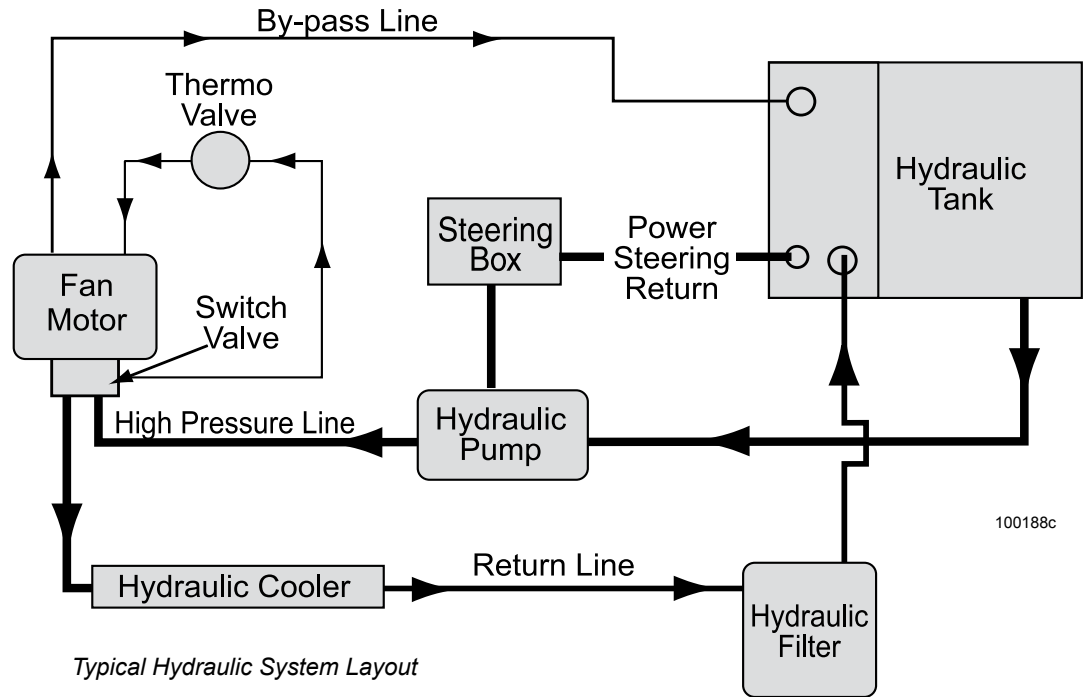 By-pass Line
Thermo
Valve
Hydraulic
Tank
Steering
Box
Power
Steering
Return
Fan
Motor
Switch
Valve
High Pressure Line
Hydraulic
Pump
100188c
Hydraulic Cooler
Return Line
Hydraulic
Filter
Typical Hydraulic System Layout